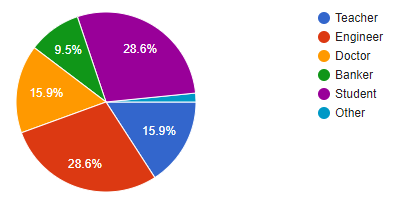 Teacher
Engineer
Doctor
Banker
Student
Other
9.5%
28.6%
15.9%
15.9%
28.6%